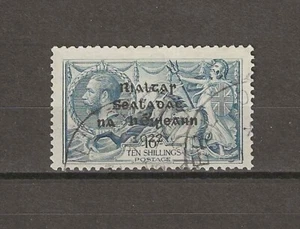 Rialtas
Sealadaċ
na hÉireann
1922
10/-
TEN SHILLINGS
POSTAGE